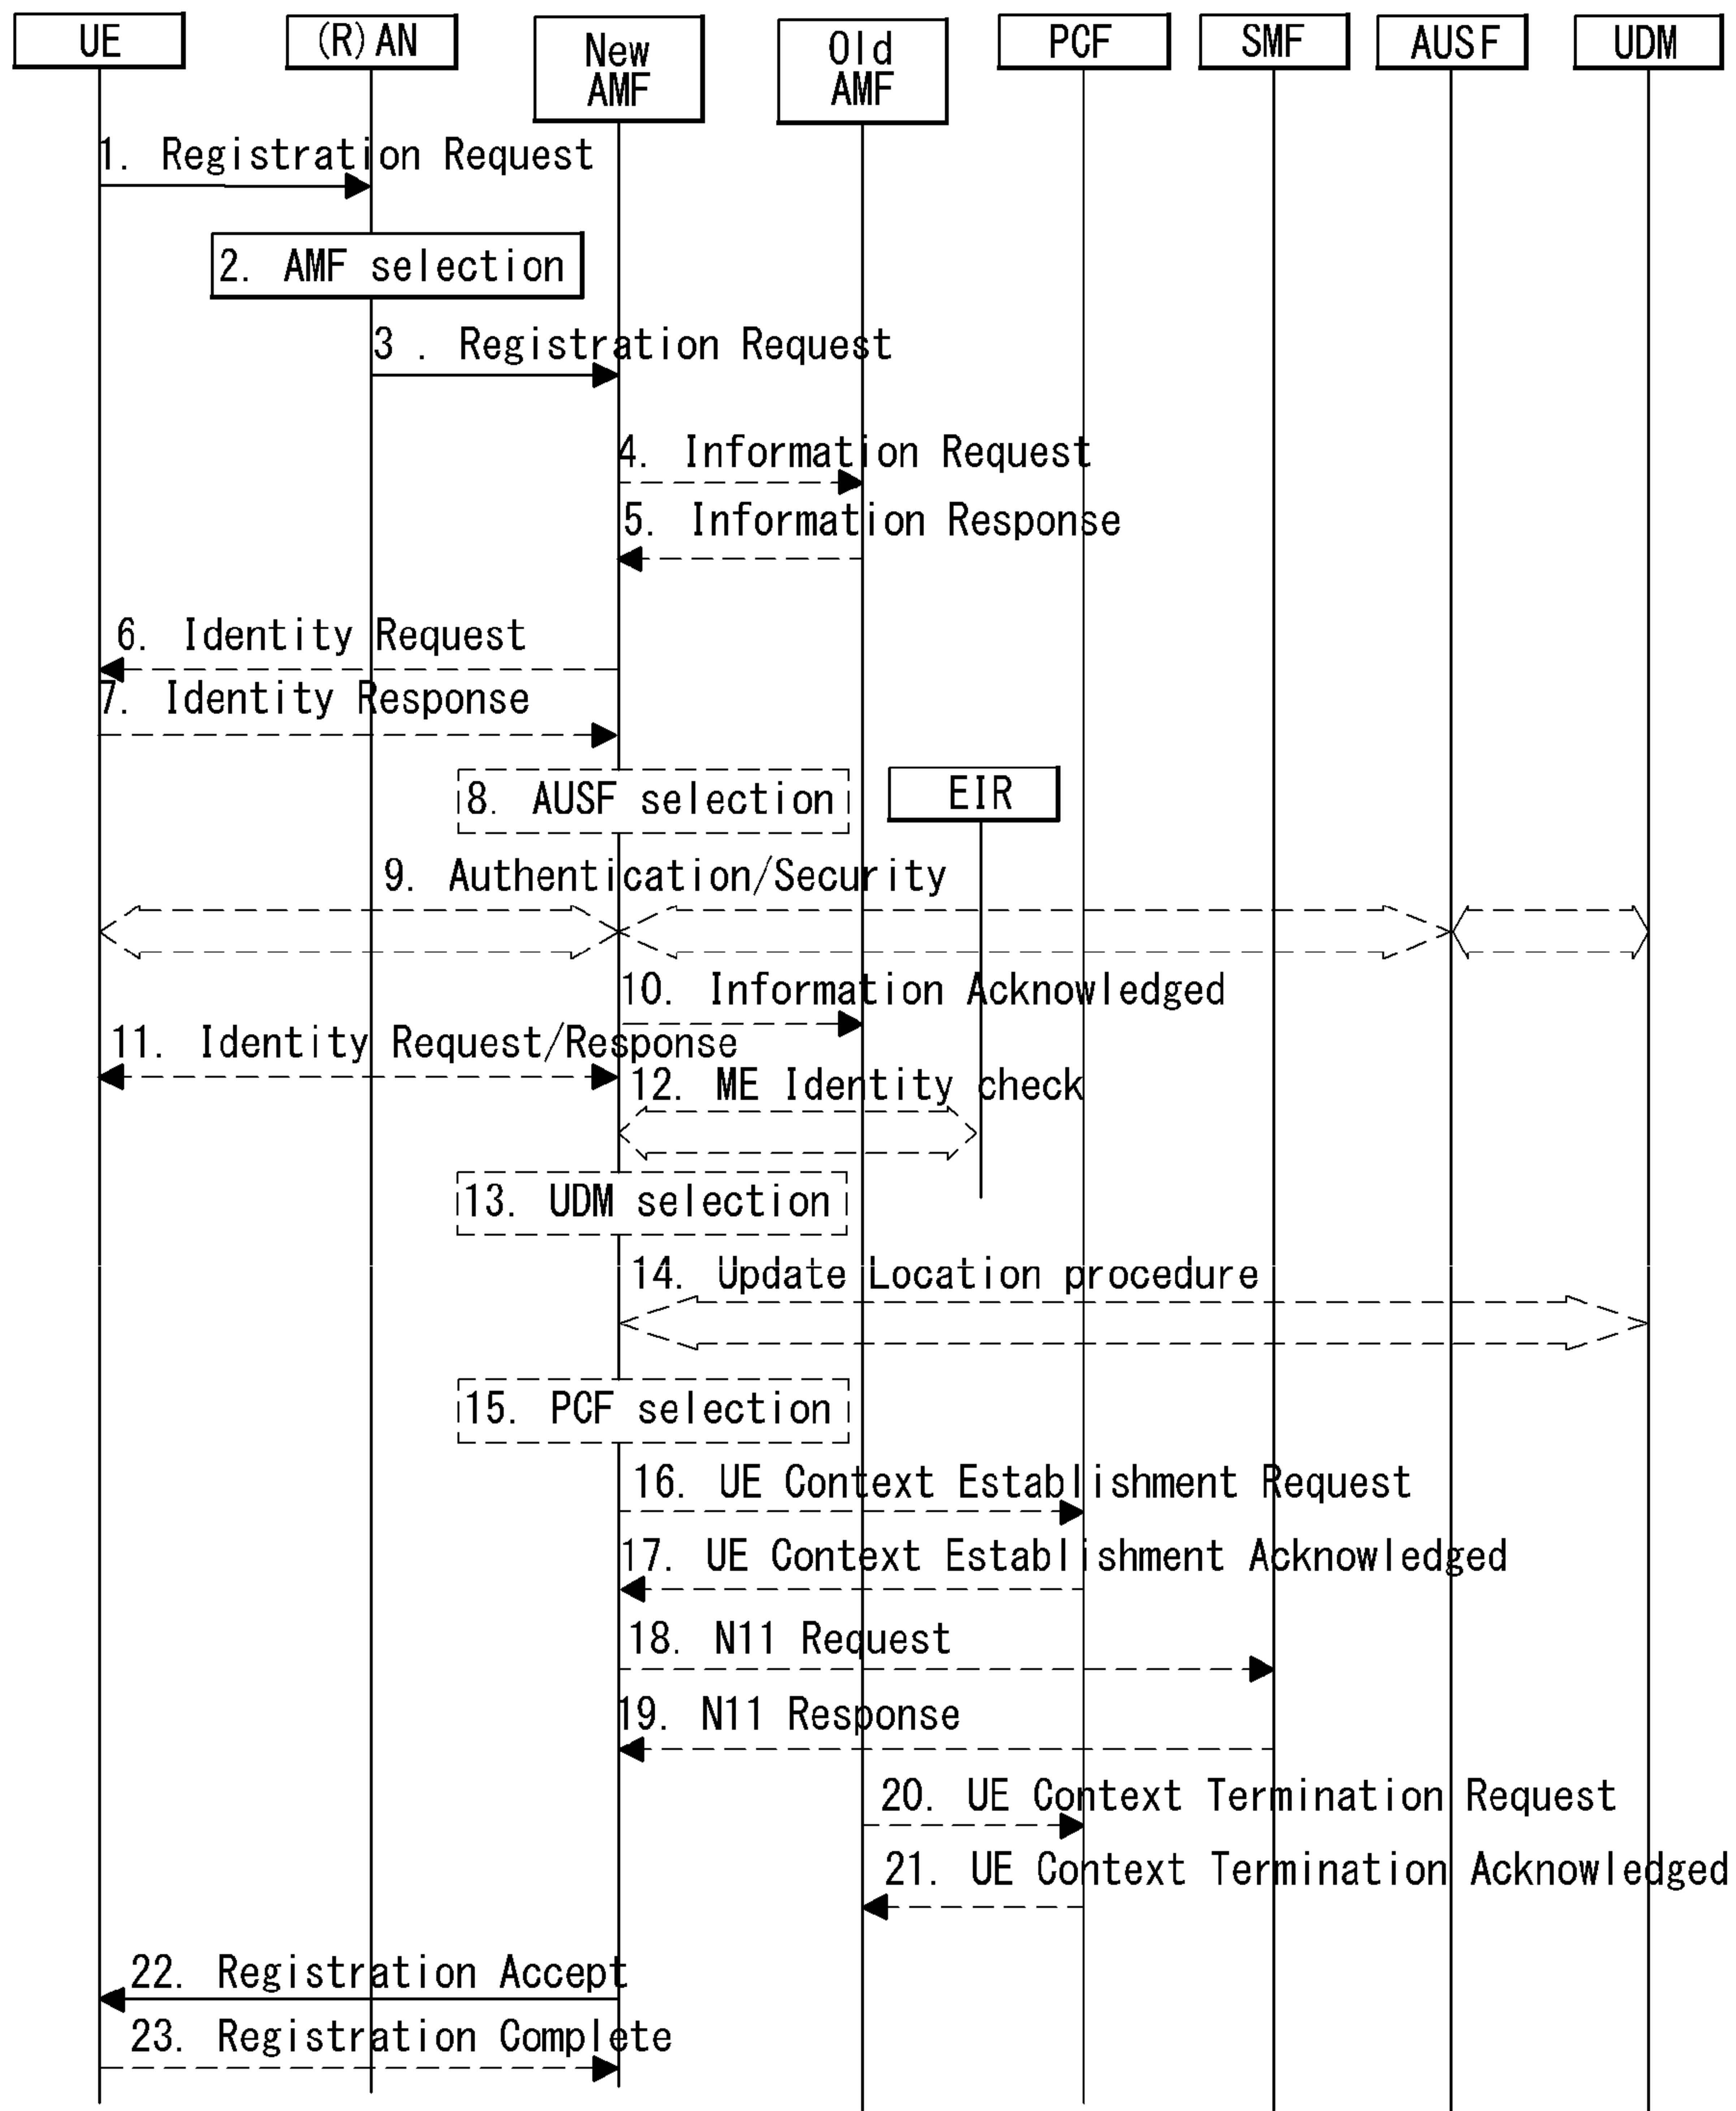 UE
(R)AN
New
AMF
Old
AMF
PCF
SMF
AUSF
UDM
1. Registration Request
2. AMF selection
3 . Registration Request
4. Information Request
5. Information Response
6. Identity Request
7. Identity Response
8. AUSF selection
EIR
9. Authentication/Security
10. Information Acknowledged
11. Identity Request/Response
12. ME Identity check
13. UDM selection
14. Update Location procedure
15. PCF selection
16. UE Context Establishment Request
17. UE Context Establishment Acknowledged
18. N11 Request
19. N11 Response
20. UE Context Termination Request
21. UE Context Termination Acknowledged
22. Registration Accept
23. Registration Complete